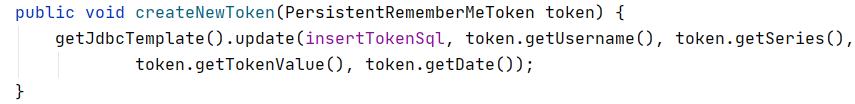 public void createNewToken(PersistentRememberMeToken token) {
    getJdbcTemplate().update(insertTokenSql, token.getUsername(), token.getSeries(),
            token.getTokenValue(), token.getDate());
}